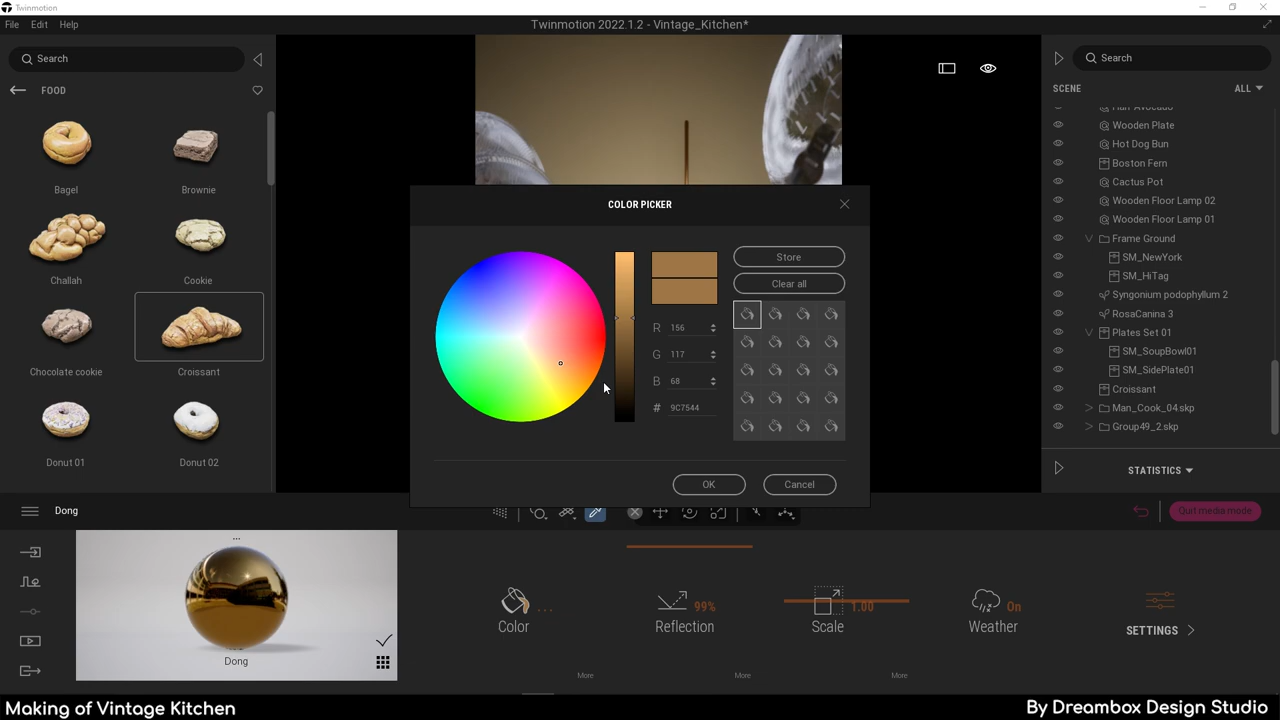 Twinmotion
File Edit Help
Twinmotion 2022.1.2 - Vintage_Kitchen*
Search
FOOD
Bagel
Brownie
Challah
Cookie
Chocolate cookie
Croissant
Donut 01
Donut 02
COLOR PICKER
Store
Clear all
R 156
G 117
B 68
# 9C7544
OK
Cancel
Search
SCENE
ALL
Wooden Plate
Hot Dog Bun
Boston Fern
Cactus Pot
Wooden Floor Lamp 02
Wooden Floor Lamp 01
Frame Ground
SM_NewYork
SM_HiTag
Syngonium podophyllum 2
RosaCanina 3
Plates Set 01
SM_SoupBowl01
SM_SidePlate01
Croissant
Man_Cook_04.skp
Group49_2.skp
STATISTICS
Dong
Quit media mode
...
Dong
...
Color
99%
Reflection
1.00
Scale
On
Weather
SETTINGS
More
More
More
Making of Vintage Kitchen
By Dreambox Design Studio